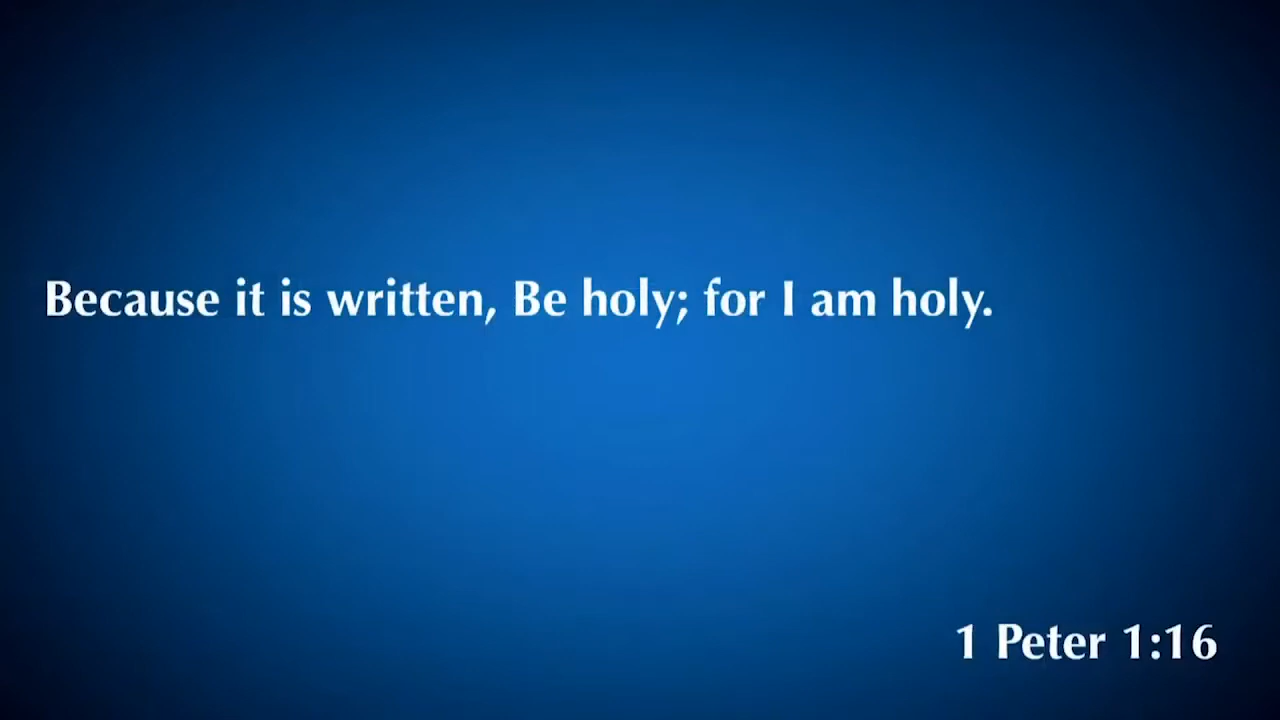 Because it is written, Be holy; for I am holy.
1 Peter 1:16